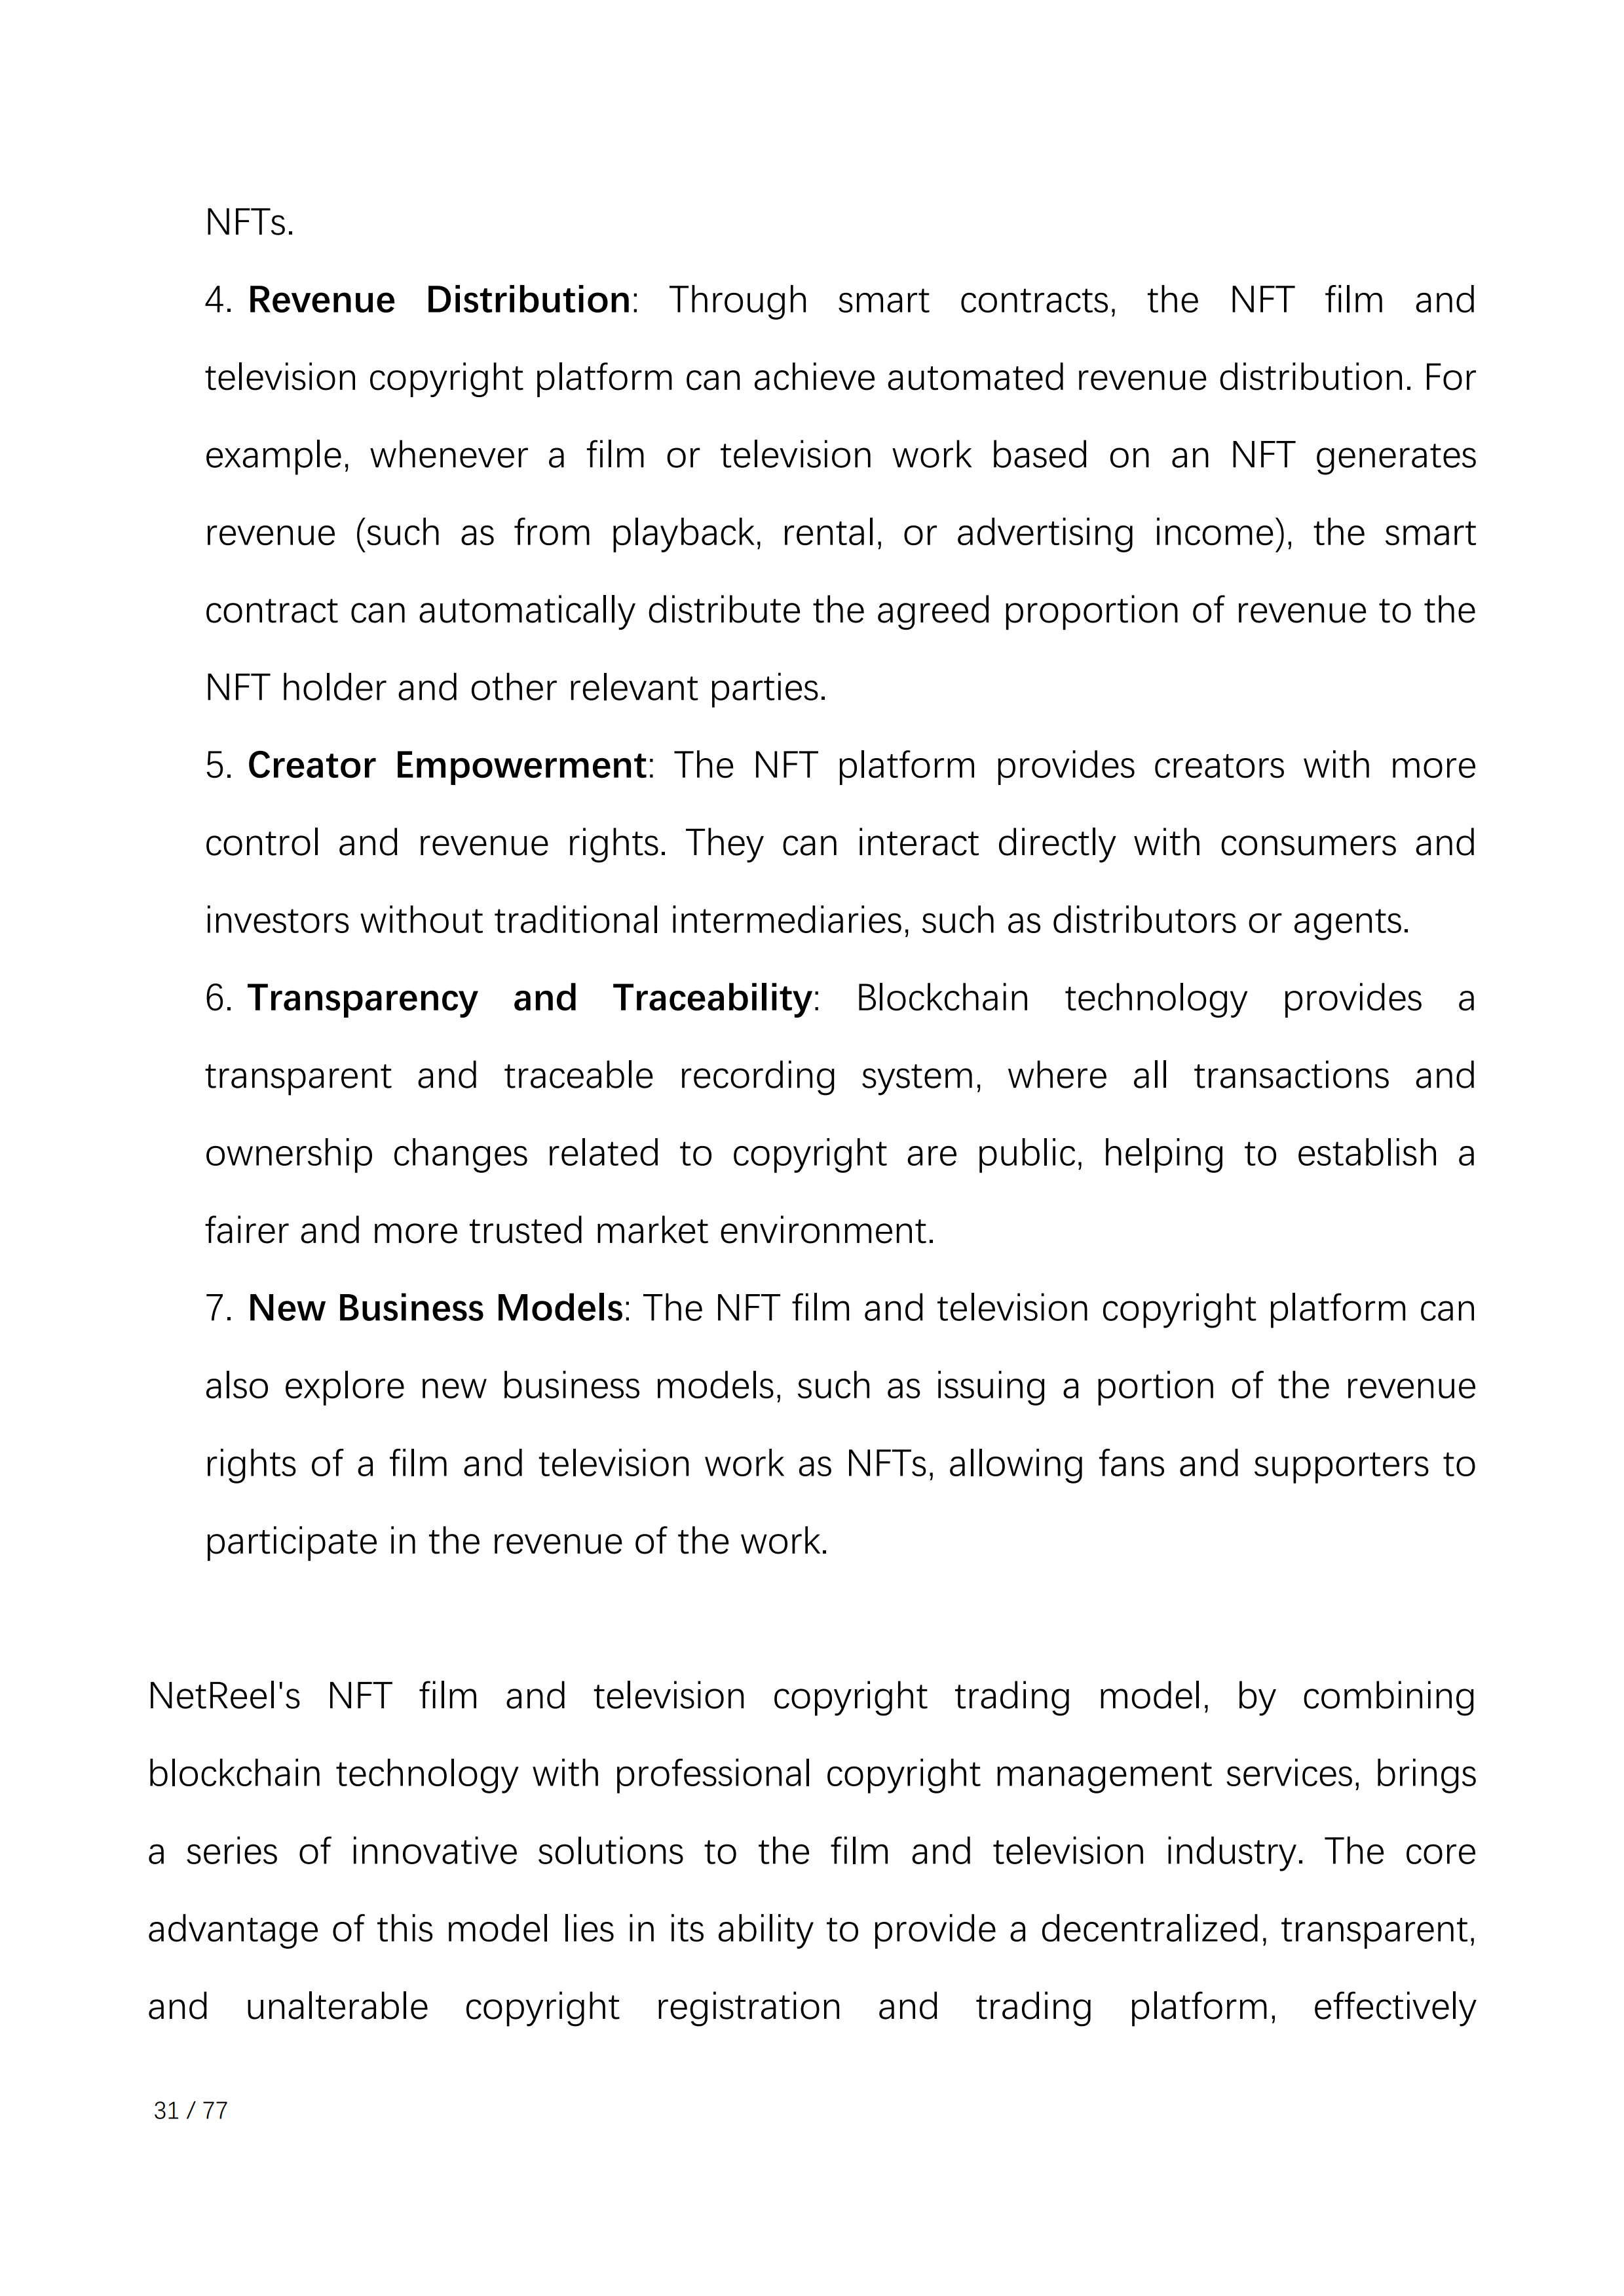 NFTs.
4. Revenue Distribution: Through smart contracts, the NFT film and
television copyright platform can achieve automated revenue distribution. For
example, whenever a film or television work based on an NFT generates
revenue (such as from playback, rental, or advertising income), the smart
contract can automatically distribute the agreed proportion of revenue to the
NFT holder and other relevant parties.
5. Creator Empowerment: The NFT platform provides creators with more
control and revenue rights. They can interact directly with consumers and
investors without traditional intermediaries, such as distributors or agents.
6. Transparency and Traceability: Blockchain technology provides a
transparent and traceable recording system, where all transactions and
ownership changes related to copyright are public, helping to establish a
fairer and more trusted market environment.
7. New Business Models: The NFT film and television copyright platform can
also explore new business models, such as issuing a portion of the revenue
rights of a film and television work as NFTs, allowing fans and supporters to
participate in the revenue of the work.
NetReel's NFT film and television copyright trading model, by combining
blockchain technology with professional copyright management services, brings
a series of innovative solutions to the film and television industry. The core
advantage of this model lies in its ability to provide a decentralized, transparent,
and unalterable copyright registration and trading platform, effectively
31 / 77